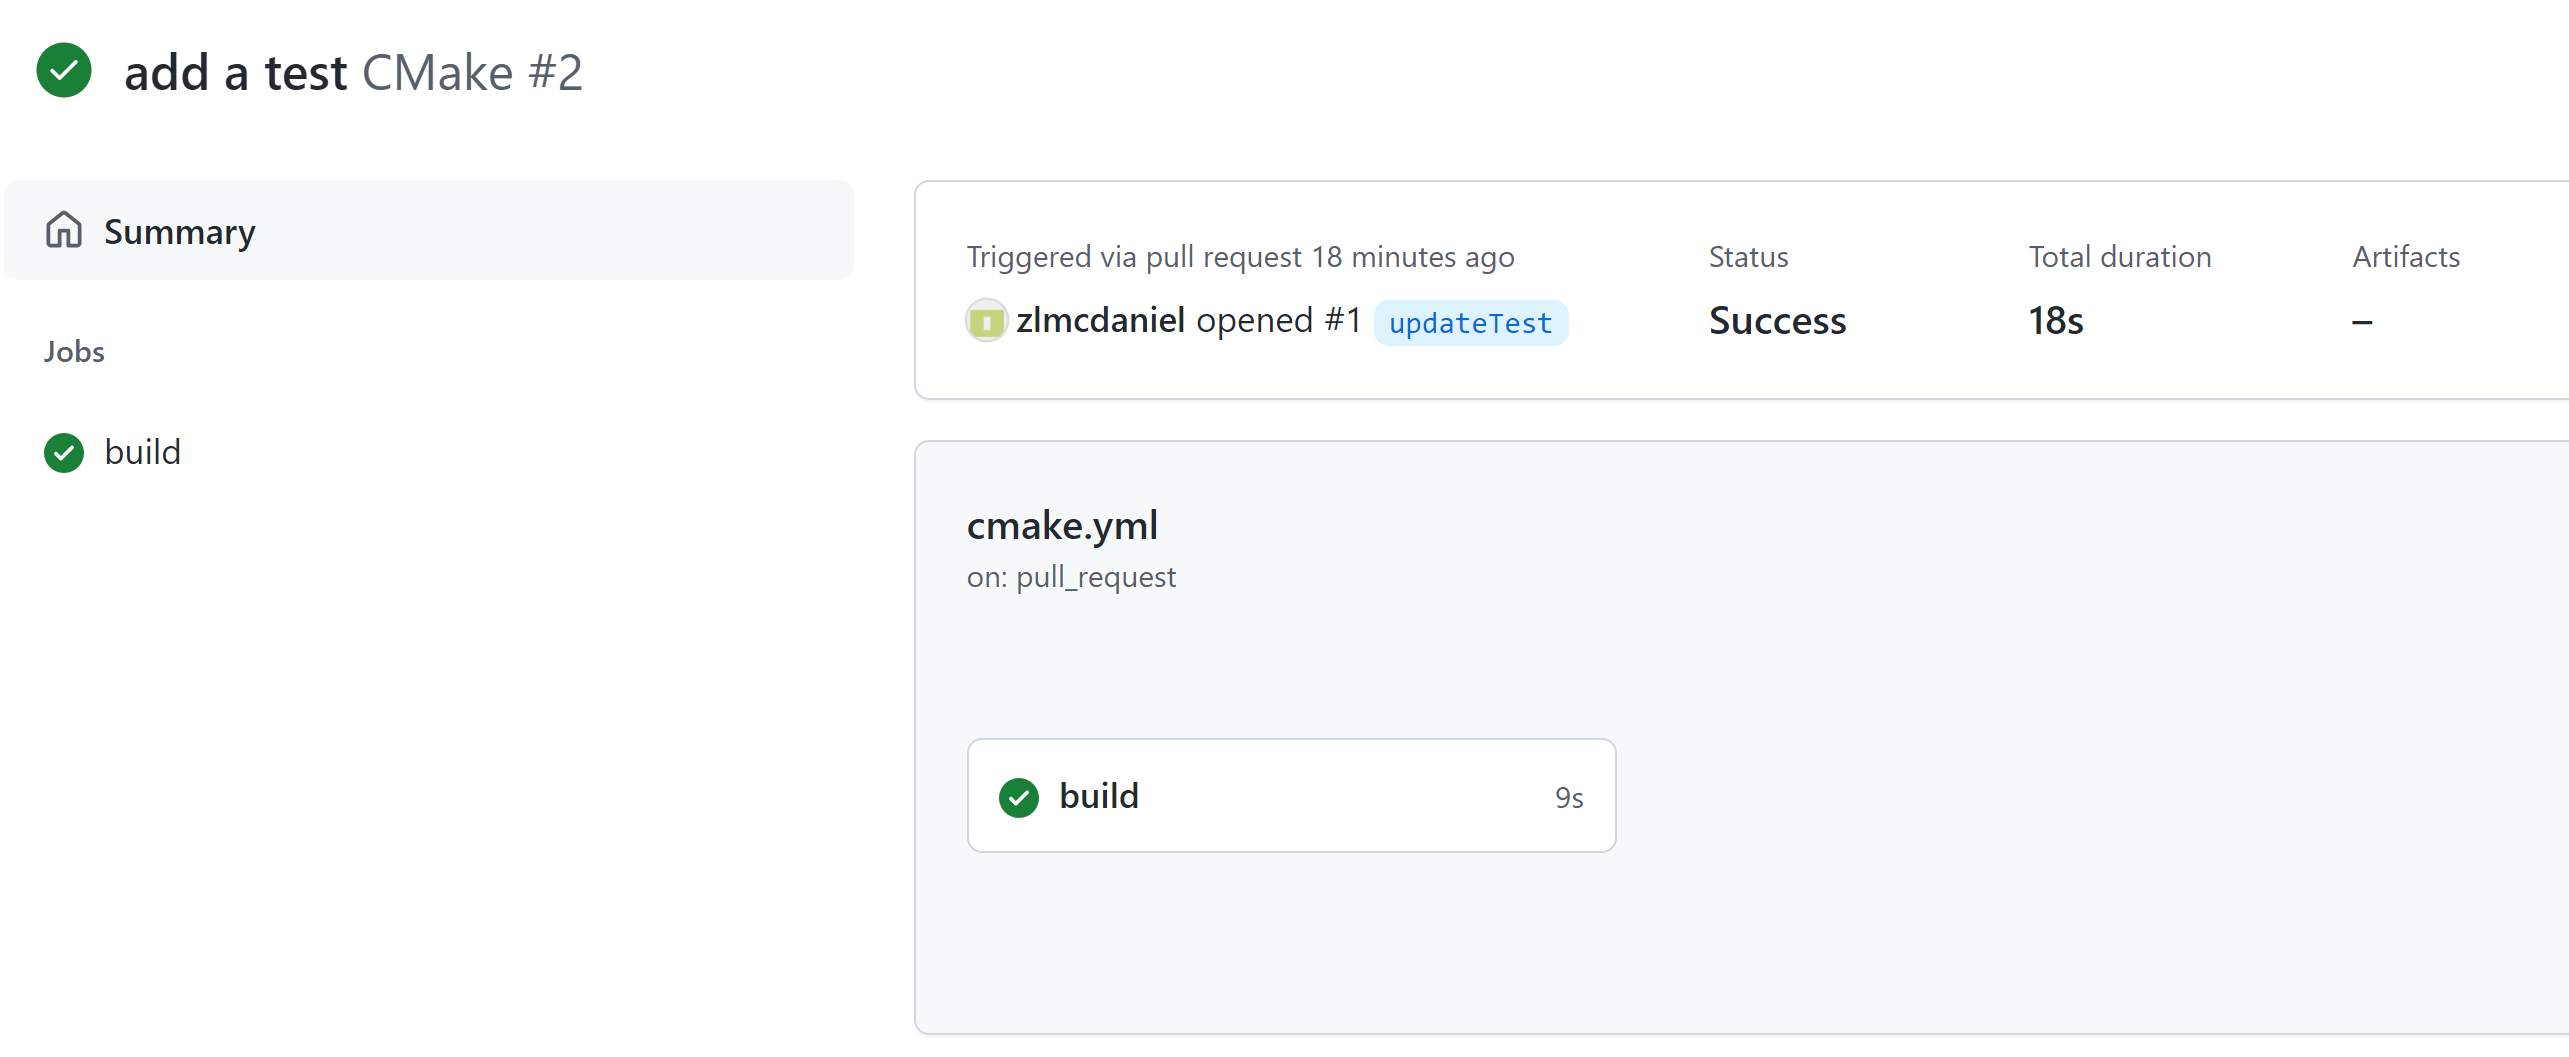 add a test CMake #2
Summary
Jobs
build
Triggered via pull request 18 minutes ago
zlmcdaniel opened #1 updateTest
Status
Success
Total duration
18s
Artifacts
–
cmake.yml
on: pull_request
build 9s